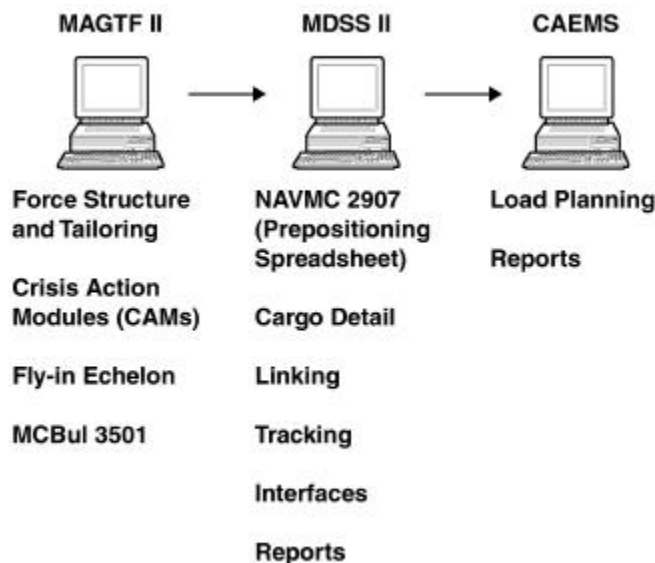 MAGTF II
MDSS II
CAEMS
Force Structure
and Tailoring
Crisis Action
Modules (CAMs)
Fly-in Echelon
MCBul 3501
NAVMC 2907
(Prepositioning
Spreadsheet)
Cargo Detail
Linking
Tracking
Interfaces
Reports
Load Planning
Reports